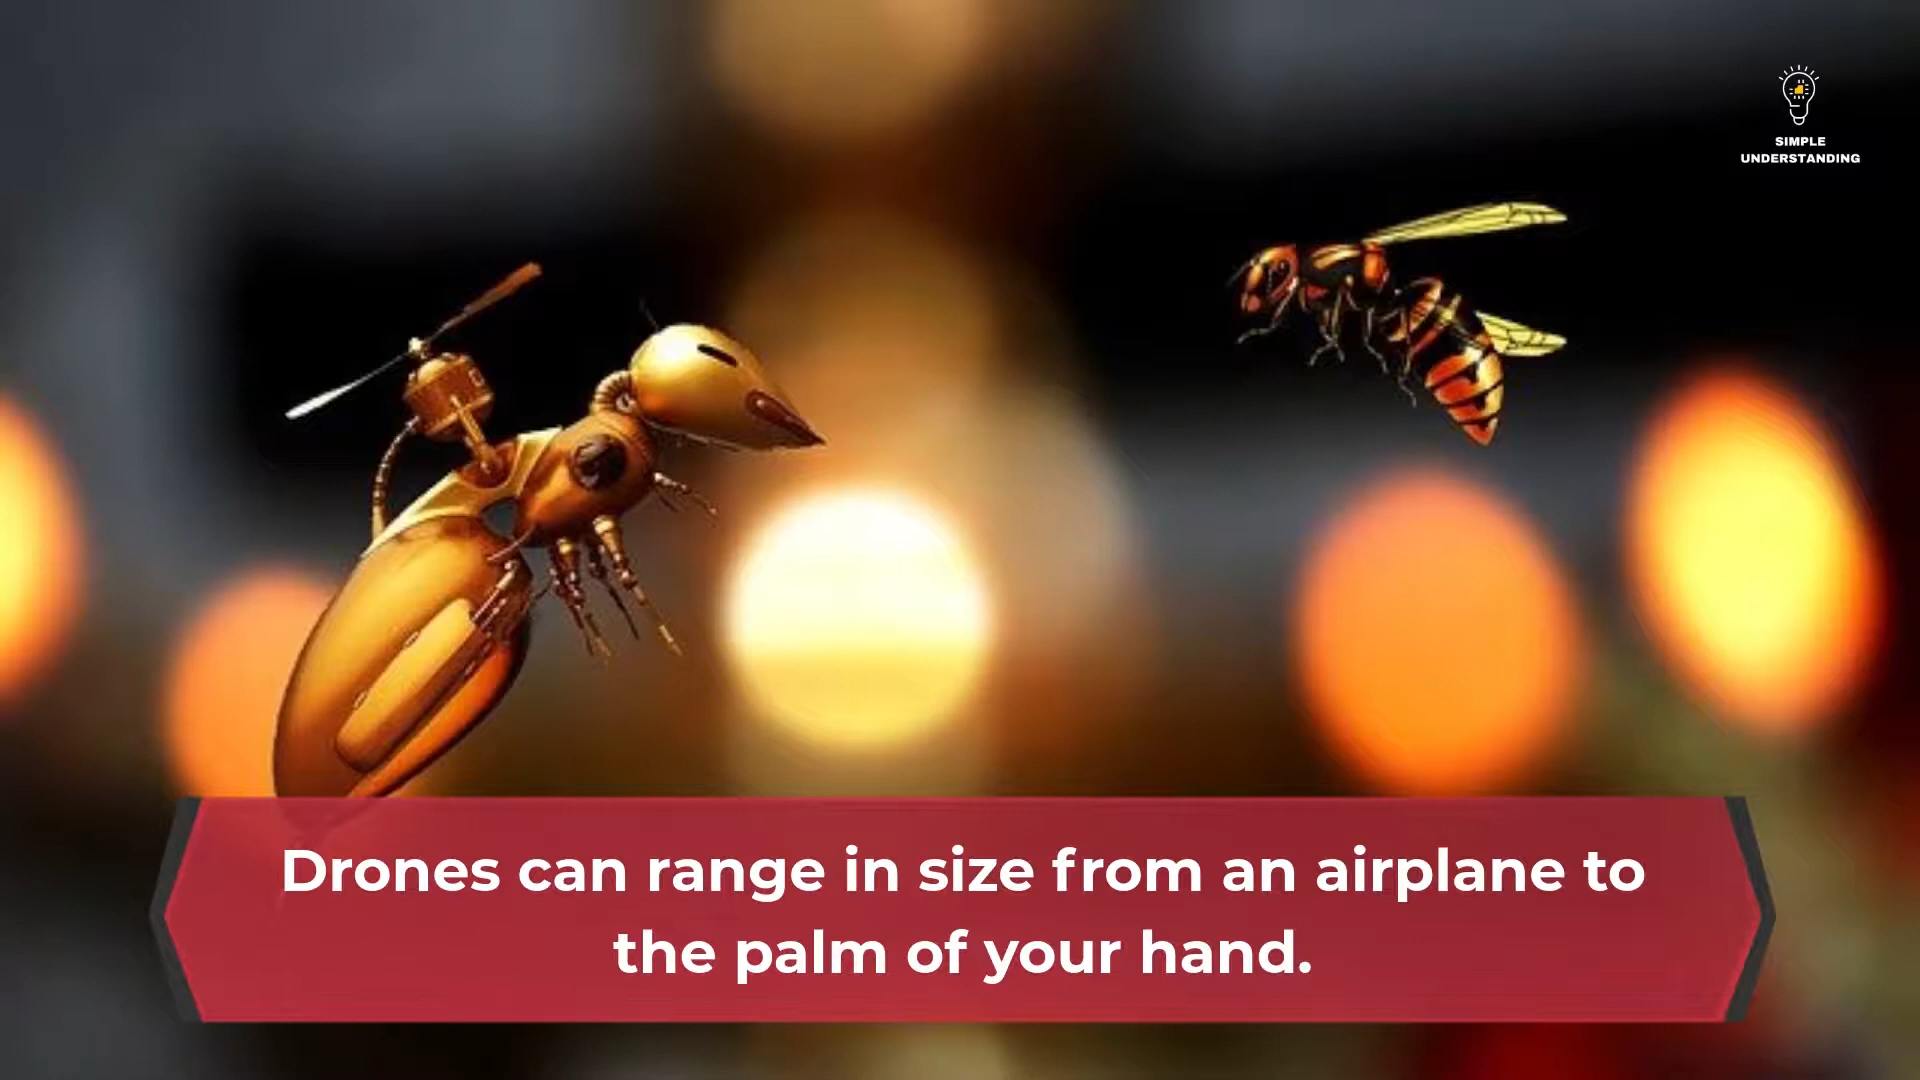 SIMPLE
UNDERSTANDING
Drones can range in size from an airplane to
the palm of your hand.